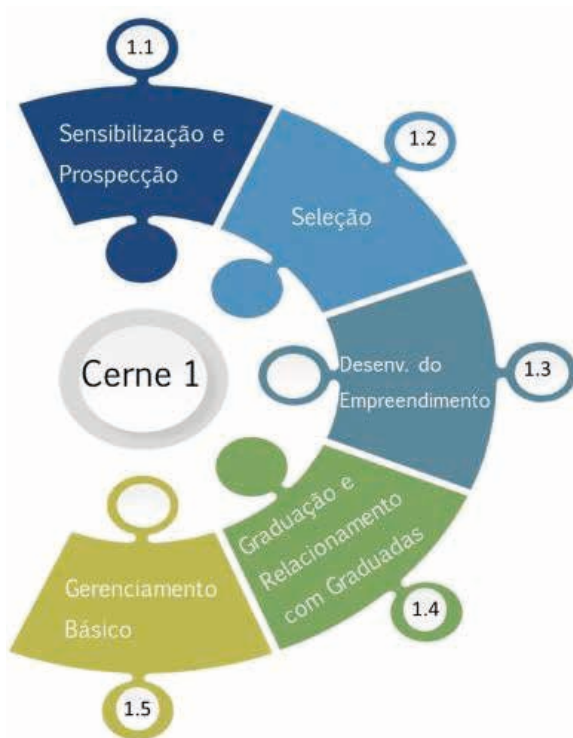 1.1
Sensibilização e
Prospecção
1.2
Seleção
Cerne 1
1.3
Desenv. do
Empreendimento
Graduação e
Relacionamento
com Graduadas
1.4
Gerenciamento
Básico
1.5